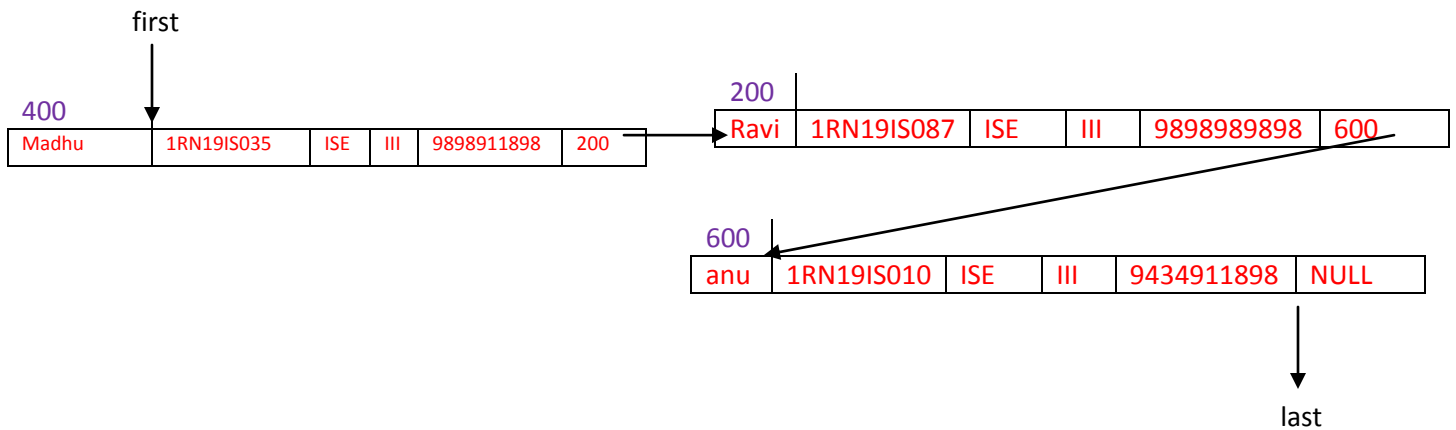 first
400
Madhu 1RN19IS035 ISE III 9898911898 200
200
Ravi 1RN19IS087 ISE III 9898989898 600
600
anu 1RN19IS010 ISE III 9434911898 NULL
last